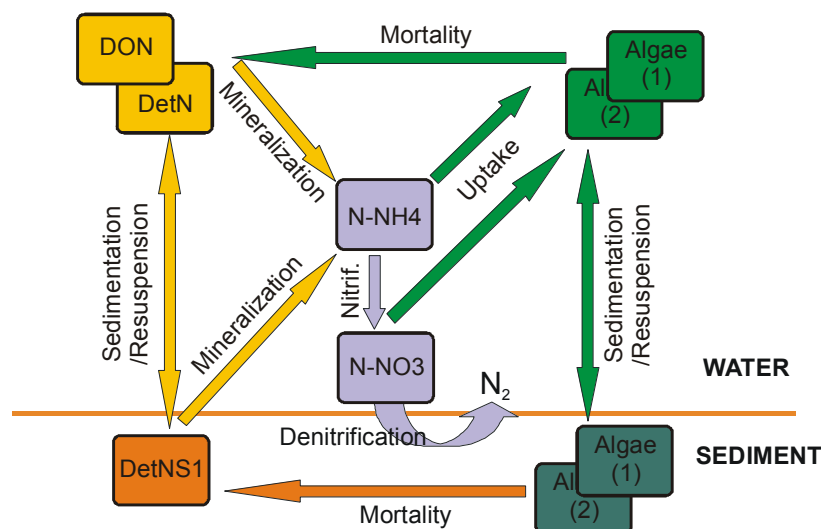 DON
DetN
Mortality
Algae
(1)
Al
(2)
Mineralization
Uptake
N-NH4
Sedimentation
/Resuspension
Mineralization
Nitrif.
Sedimentation
/Resuspension
N-NO3
N2
WATER
Denitrification
DetNS1
Algae
(1)
Al
(2)
SEDIMENT
Mortality